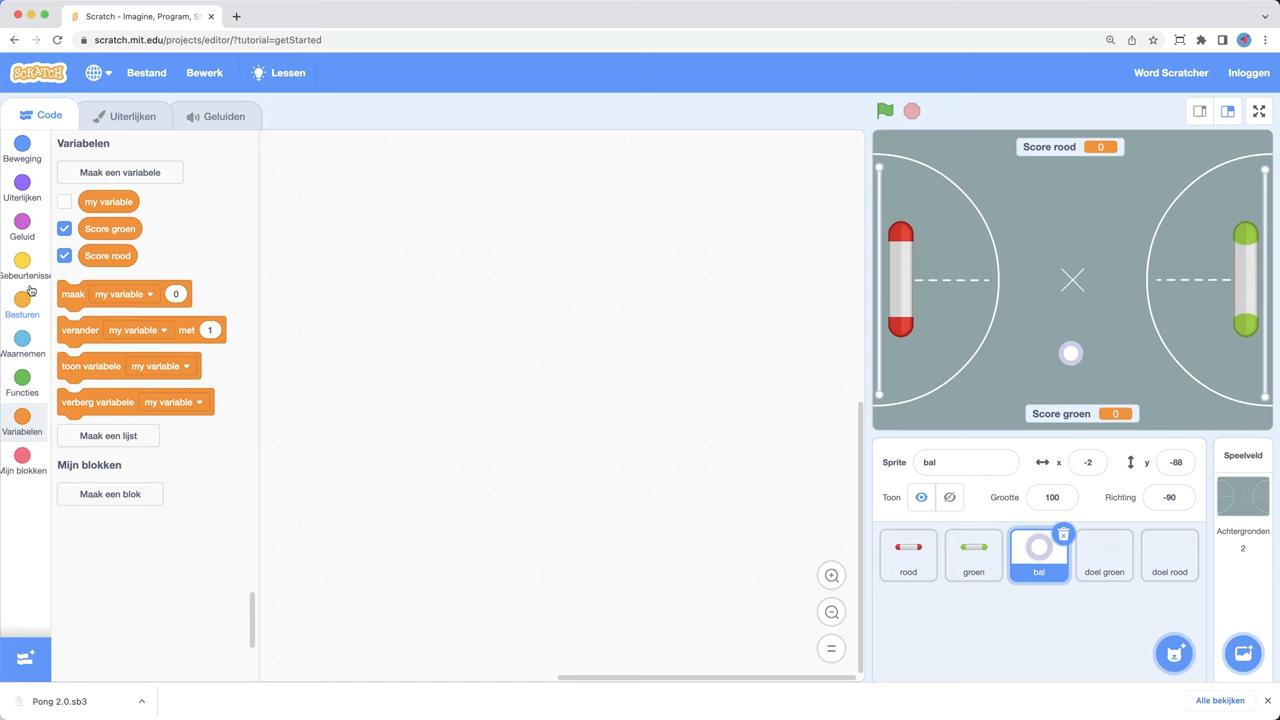 Scratch - Imagine, Program, S
scratch.mit.edu/projects/editor/?tutorial=getStarted
SCRATCH
Bestand
Bewerk
Lessen
Word Scratcher
Inloggen
Code
Uiterlijken
Geluiden
Beweging
Uiterlijken
Geluid
Gebeurtenisse
Besturen
Waarnemen
Functies
Variabelen
Mijn blokken
Variabelen
Maak een variabele
my variable
Score groen
Score rood
maak my variable 0
verander my variable met 1
toon variabele my variable
verberg variabele my variable
Maak een lijst
Mijn blokken
Maak een blok
Score rood 0
Score groen 0
Sprite bal x -2 y -88
Toon Grootte 100 Richting -90
rood
groen
bal
doel groen
doel rood
Speelveld
Achtergronden
2
Pong 2.0.sb3
Alle bekijken